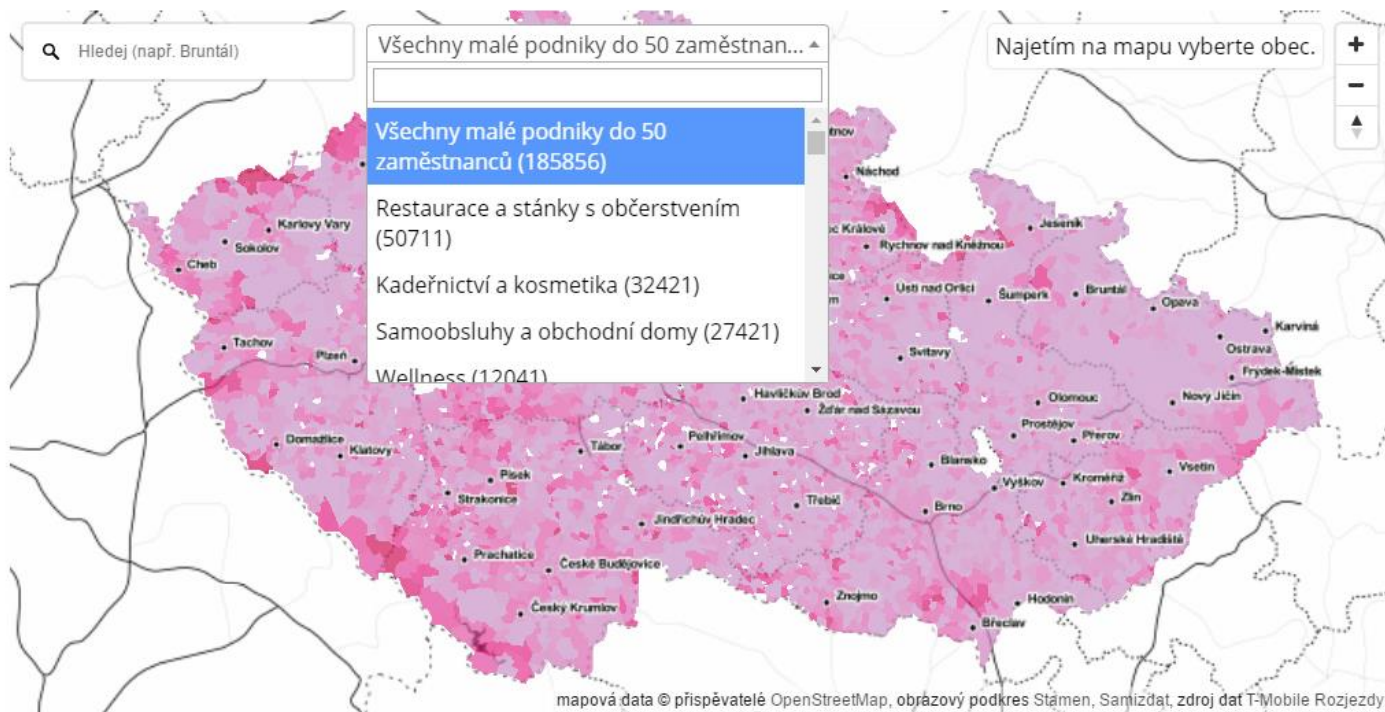 Hledej (např. Bruntál)
Všechny malé podniky do 50 zaměstnan...
Najetím na mapu vyberte obec.
+
−
Všechny malé podniky do 50
zaměstnanců (185856)
Restaurace a stánky s občerstvením
(50711)
Kadeřnictví a kosmetika (32421)
Samoobsluhy a obchodní domy (27421)
Wellness (12041)
Náchod
Karlovy Vary
Sokolov
Cheb
Jeseník
Rychnov nad Kněžnou
Ústí nad Orlicí
Šumperk
Bruntál
Opava
Karviná
Ostrava
Tachov
Plzeň
Svitavy
Frýdek-Místek
Havlíčkův Brod
Žďár nad Sázavou
Olomouc
Nový Jičín
Domažlice
Klatovy
Tábor
Pelhřimov
Jihlava
Prostějov
Přerov
Blansko
Vsetín
Písek
Strakonice
Třebíč
Vyškov
Kroměříž
Zlín
Brno
Jindřichův Hradec
Uherské Hradiště
Prachatice
České Budějovice
Znojmo
Hodonín
Český Krumlov
Břeclav
mapová data © přispěvatelé OpenStreetMap, obrazový podkres Stamen, Samizdat, zdroj dat T-Mobile Rozjezdy